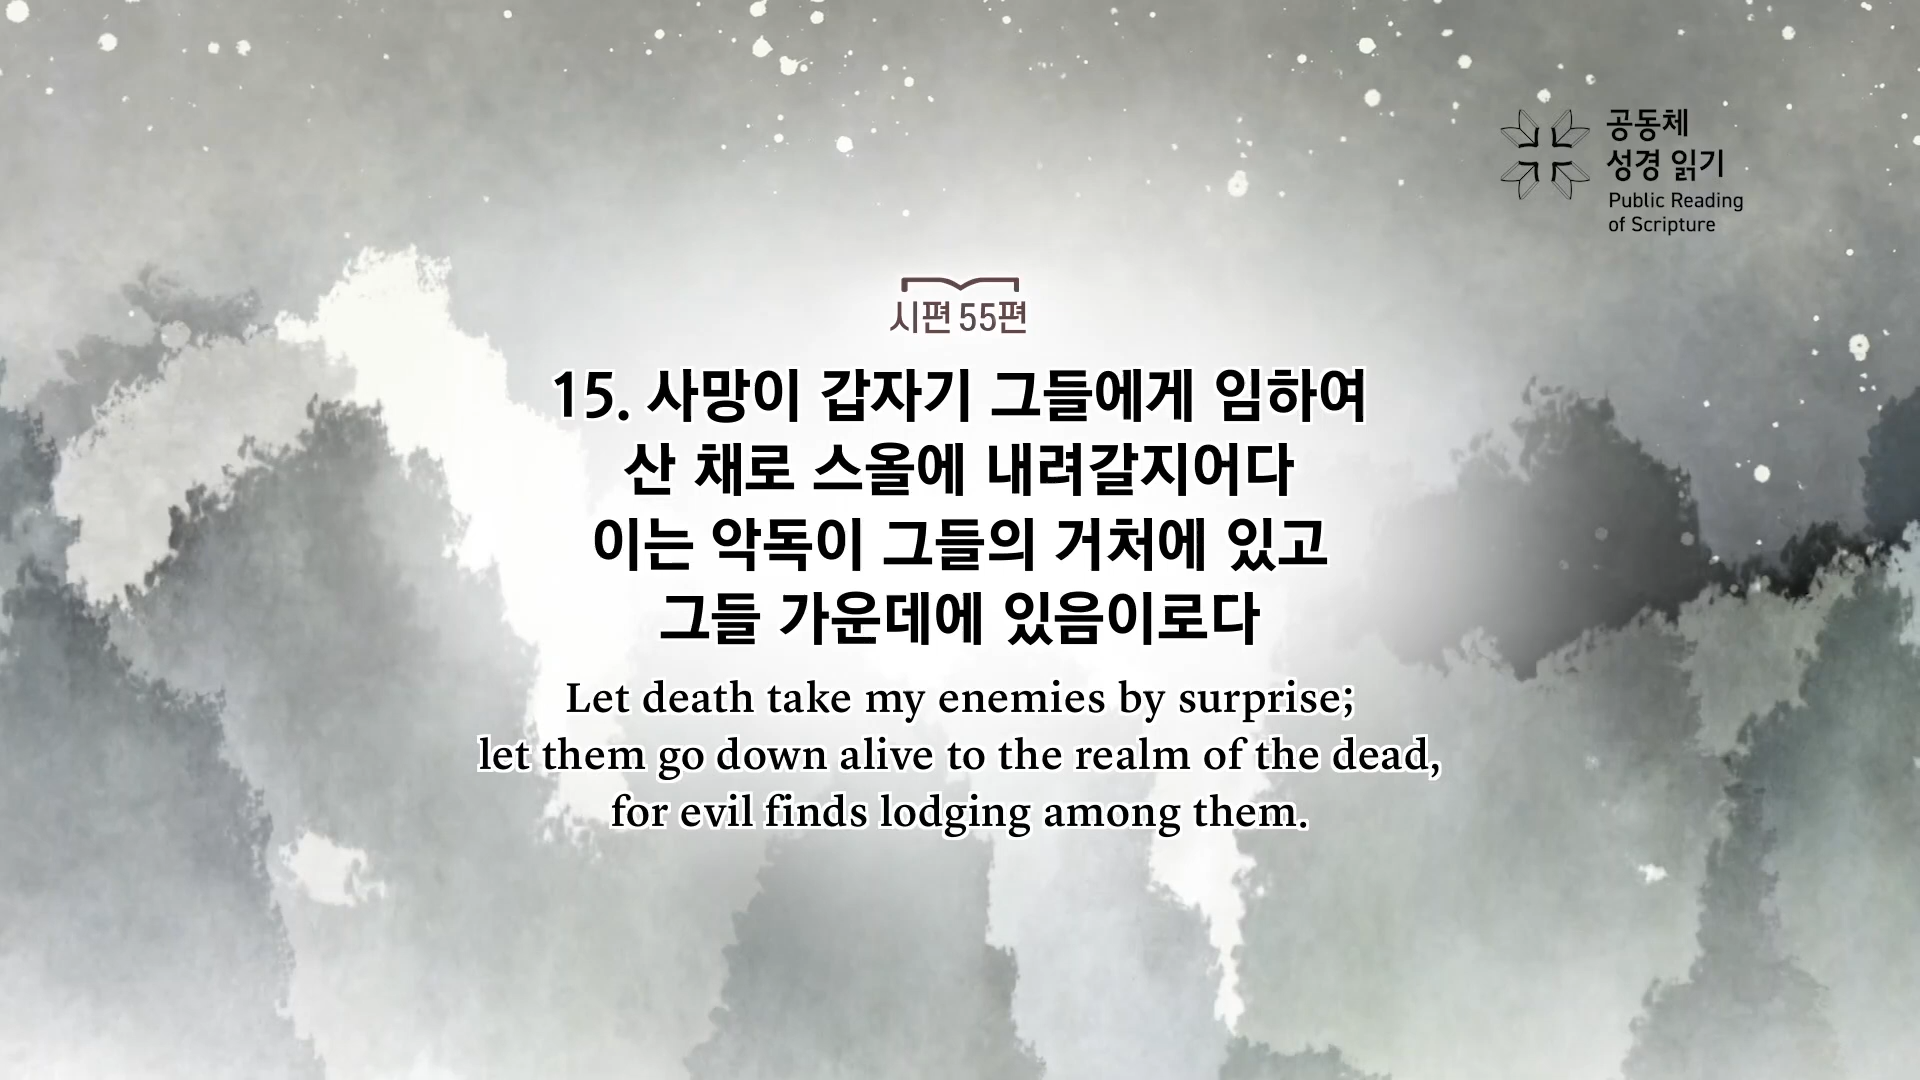 공동체
성경 읽기
Public Reading
of Scripture
시편 55편
15. 사망이 갑자기 그들에게 임하여
산 채로 스올에 내려갈지어다
이는 악독이 그들의 거처에 있고
그들 가운데에 있음이로다
Let death take my enemies by surprise;
let them go down alive to the realm of the dead,
for evil finds lodging among them.